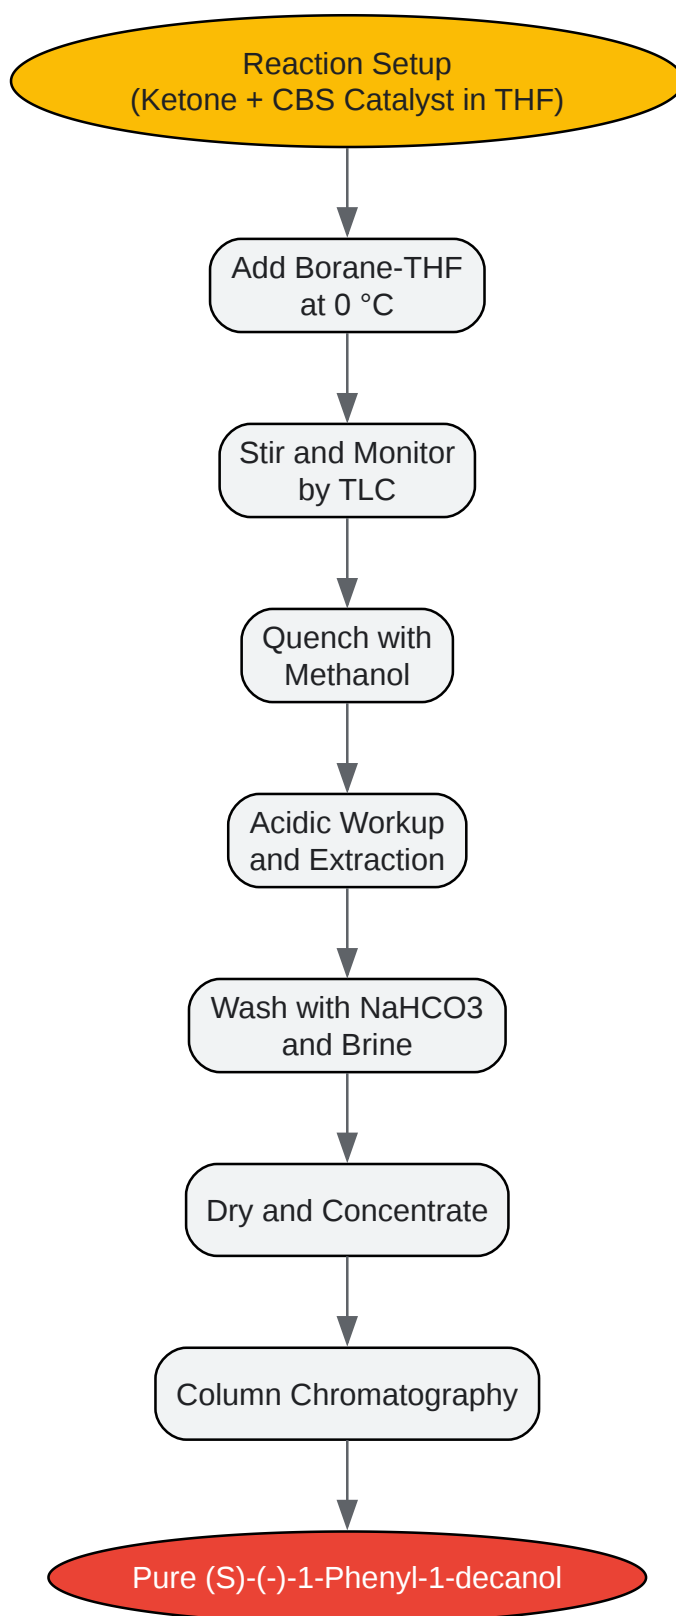 Reaction Setup
(Ketone + CBS Catalyst in THF)
Add Borane-THF
at 0 °C
Stir and Monitor
by TLC
Quench with
Methanol
Acidic Workup
and Extraction
Wash with NaHCO3
and Brine
Dry and Concentrate
Column Chromatography
Pure (S)-(-)-1-Phenyl-1-decanol